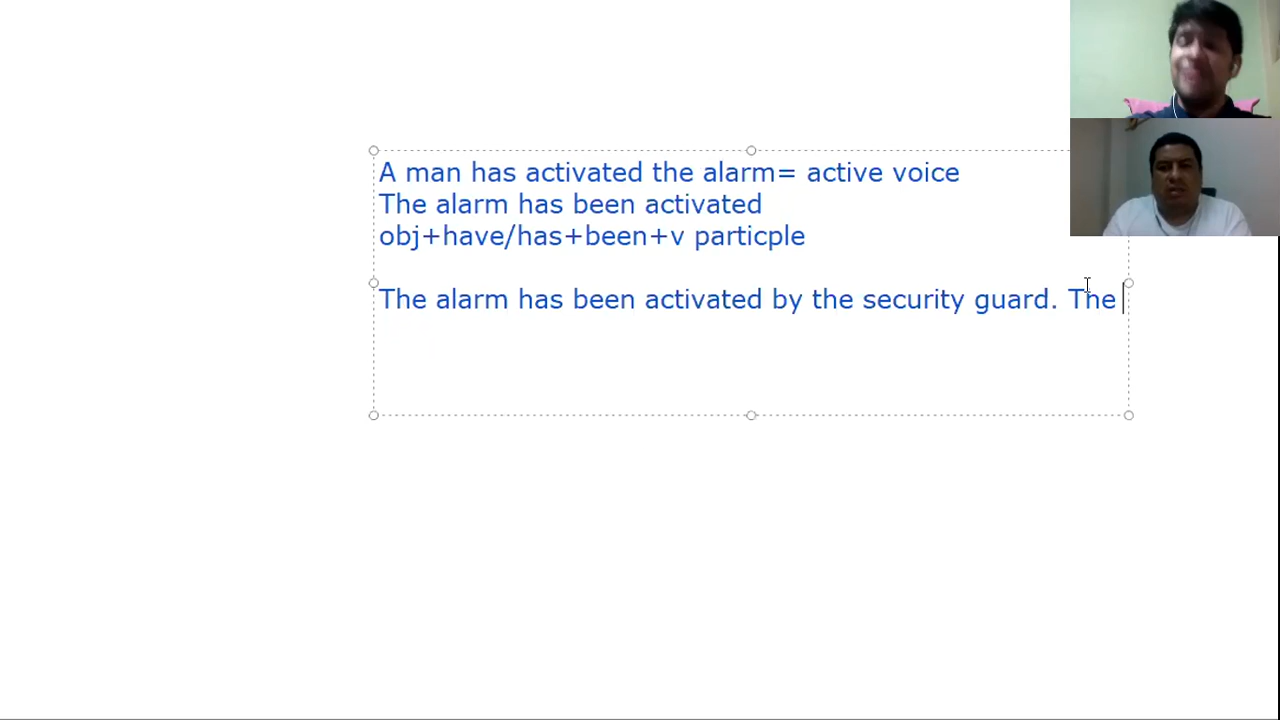 A man has activated the alarm= active voice
The alarm has been activated
obj+have/has+been+v particple
The alarm has been activated by the security guard. The